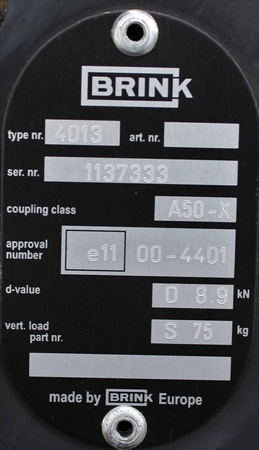 BRINK
type nr. 4013 art. nr.
ser. nr. 1137333
coupling class A50-X
approval number e11 00-4401
d-value D 8.9 kN
vert. load S 75 kg
part nr.
made by BRINK Europe